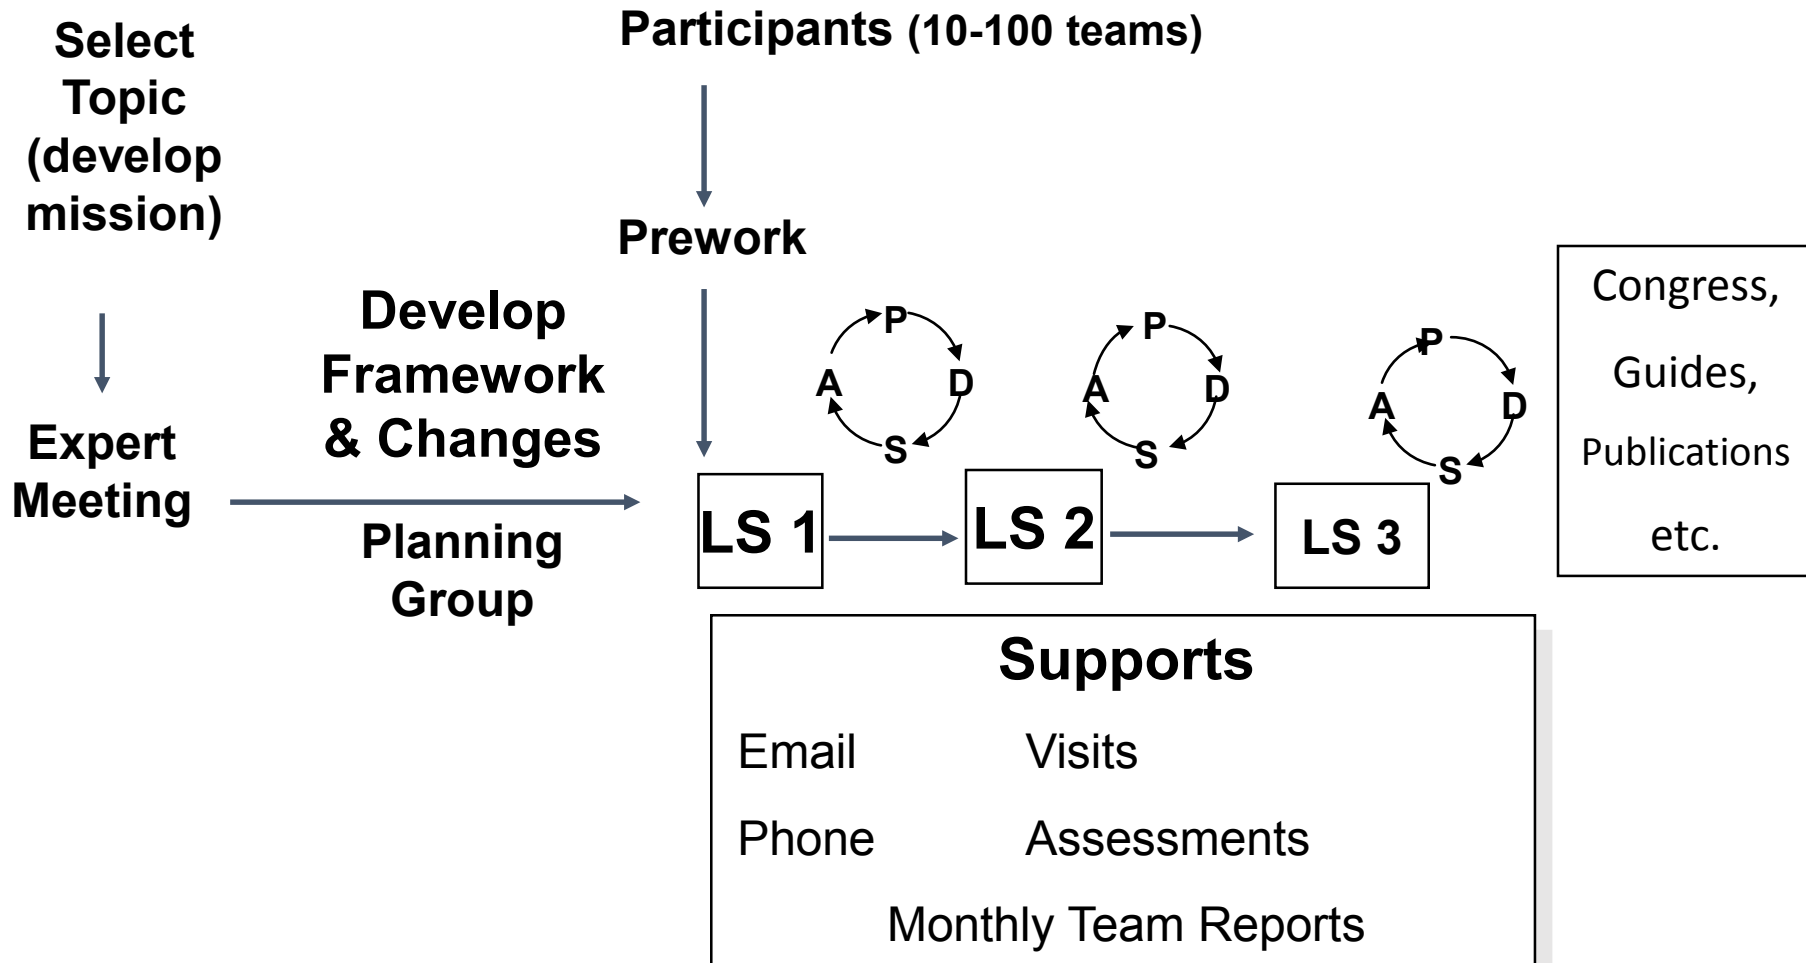 Select
Topic
(develop
mission)
Participants (10-100 teams)
Prework
Develop
Framework
& Changes
Expert
Meeting
Planning
Group
P
A
D
S
P
A
D
S
P
A
D
S
LS 1
LS 2
LS 3
Congress,
Guides,
Publications
etc.
Supports
Email Visits
Phone Assessments
Monthly Team Reports